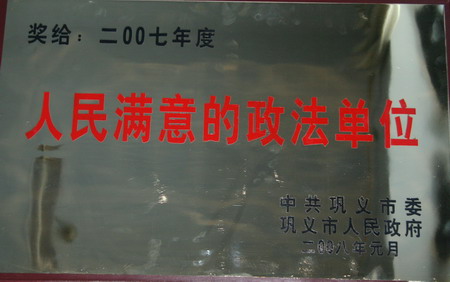 奖给：二00七年度
人民满意的政法单位
中共巩义市委
巩义市人民政府
二00八年元月